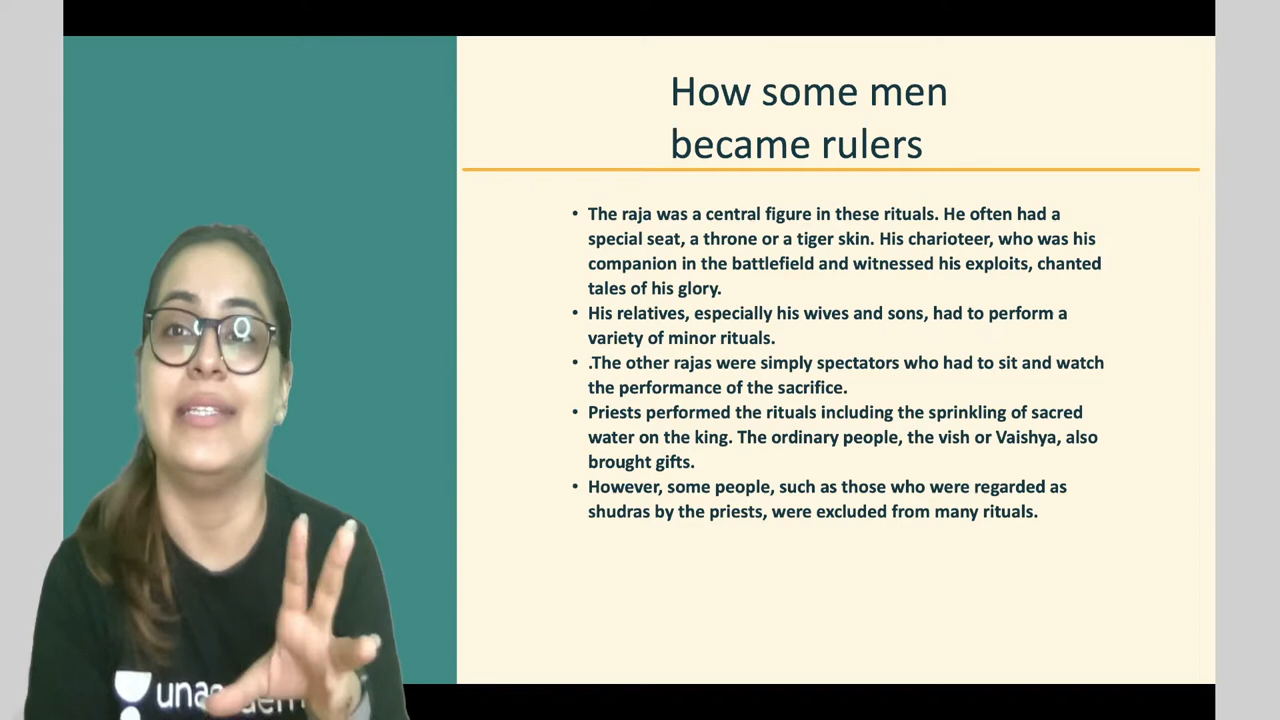 How some men
became rulers
• The raja was a central figure in these rituals. He often had a
special seat, a throne or a tiger skin. His charioteer, who was his
companion in the battlefield and witnessed his exploits, chanted
tales of his glory.
• His relatives, especially his wives and sons, had to perform a
variety of minor rituals.
• .The other rajas were simply spectators who had to sit and watch
the performance of the sacrifice.
• Priests performed the rituals including the sprinkling of sacred
water on the king. The ordinary people, the vish or Vaishya, also
brought gifts.
• However, some people, such as those who were regarded as
shudras by the priests, were excluded from many rituals.